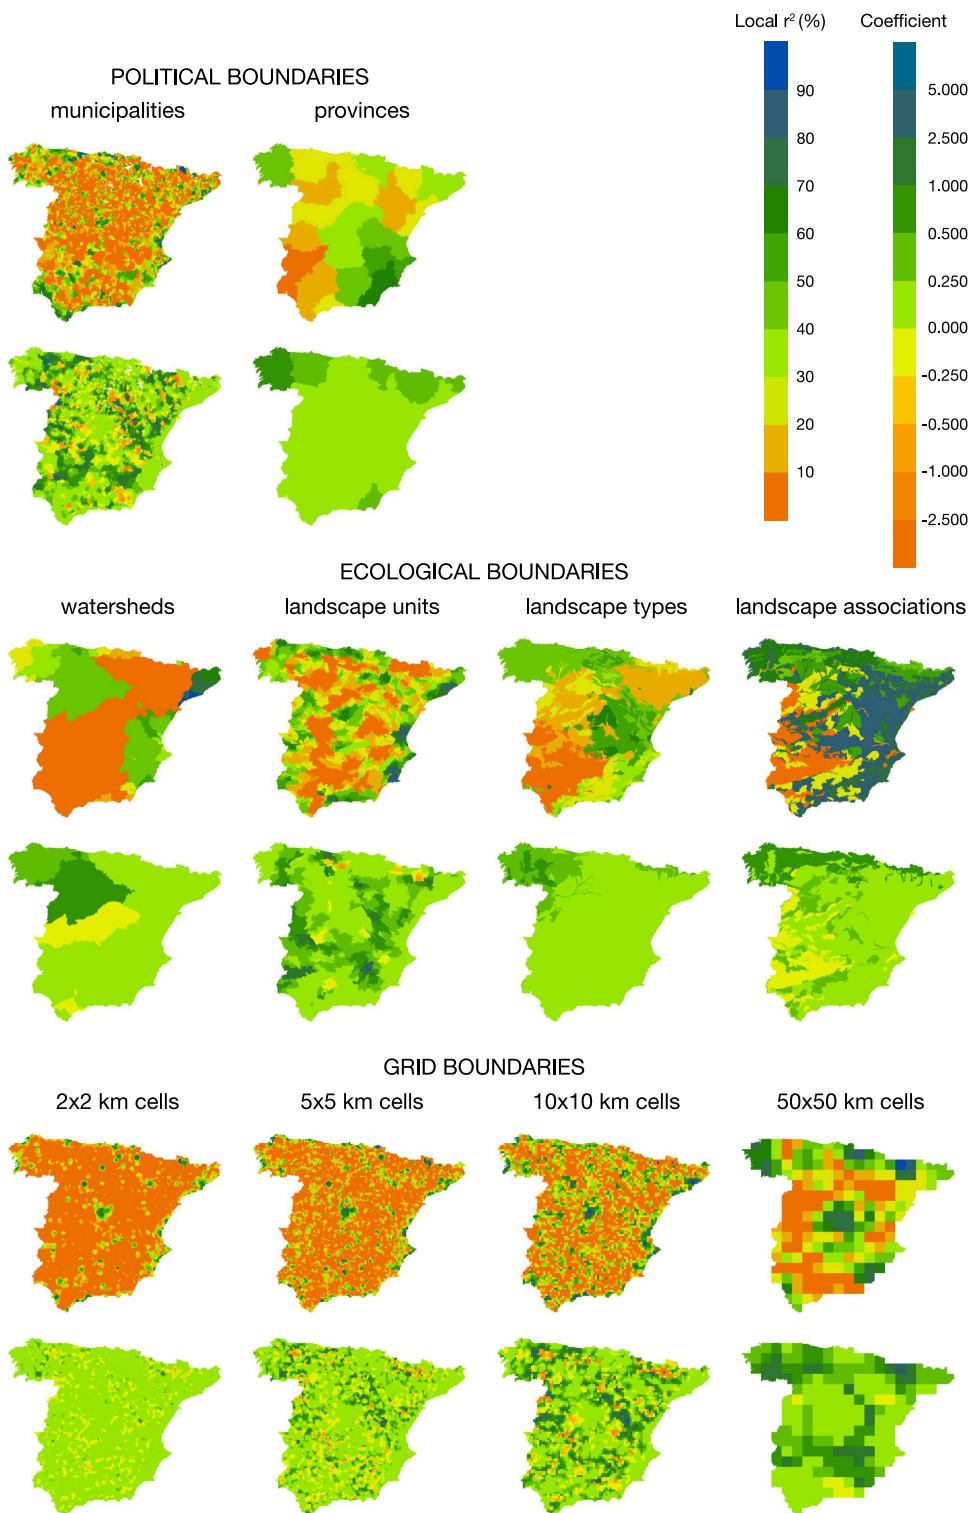 Local r² (%)
Coefficient
90
80
70
60
50
40
30
20
10
5.000
2.500
1.000
0.500
0.250
0.000
-0.250
-0.500
-1.000
-2.500
POLITICAL BOUNDARIES
municipalities
provinces
ECOLOGICAL BOUNDARIES
watersheds
landscape units
landscape types
landscape associations
GRID BOUNDARIES
2x2 km cells
5x5 km cells
10x10 km cells
50x50 km cells